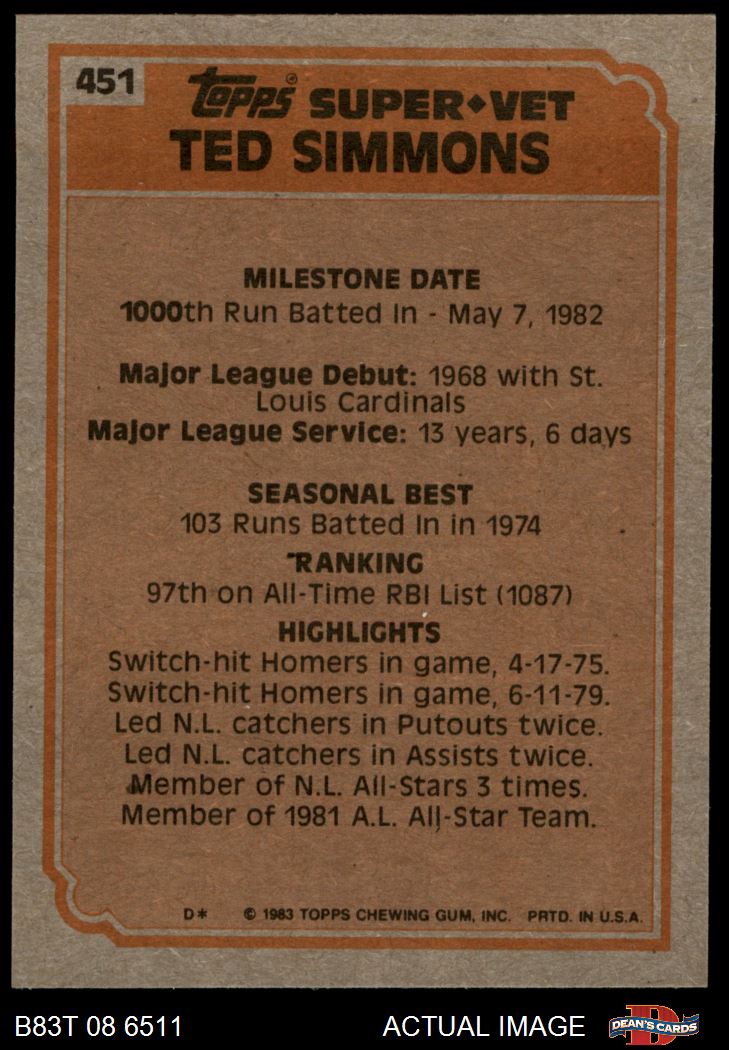 451
TOPPS® SUPER◆VET
TED SIMMONS
MILESTONE DATE
1000th Run Batted In - May 7, 1982
Major League Debut: 1968 with St.
Louis Cardinals
Major League Service: 13 years, 6 days
SEASONAL BEST
103 Runs Batted In in 1974
RANKING
97th on All-Time RBI List (1087)
HIGHLIGHTS
Switch-hit Homers in game, 4-17-75.
Switch-hit Homers in game, 6-11-79.
Led N.L. catchers in Putouts twice.
Led N.L. catchers in Assists twice.
Member of N.L. All-Stars 3 times.
Member of 1981 A.L. All-Star Team.
D* © 1983 TOPPS CHEWING GUM, INC. PRTD. IN U.S.A.
B83T 08 6511 ACTUAL IMAGE D DEAN'S CARDS